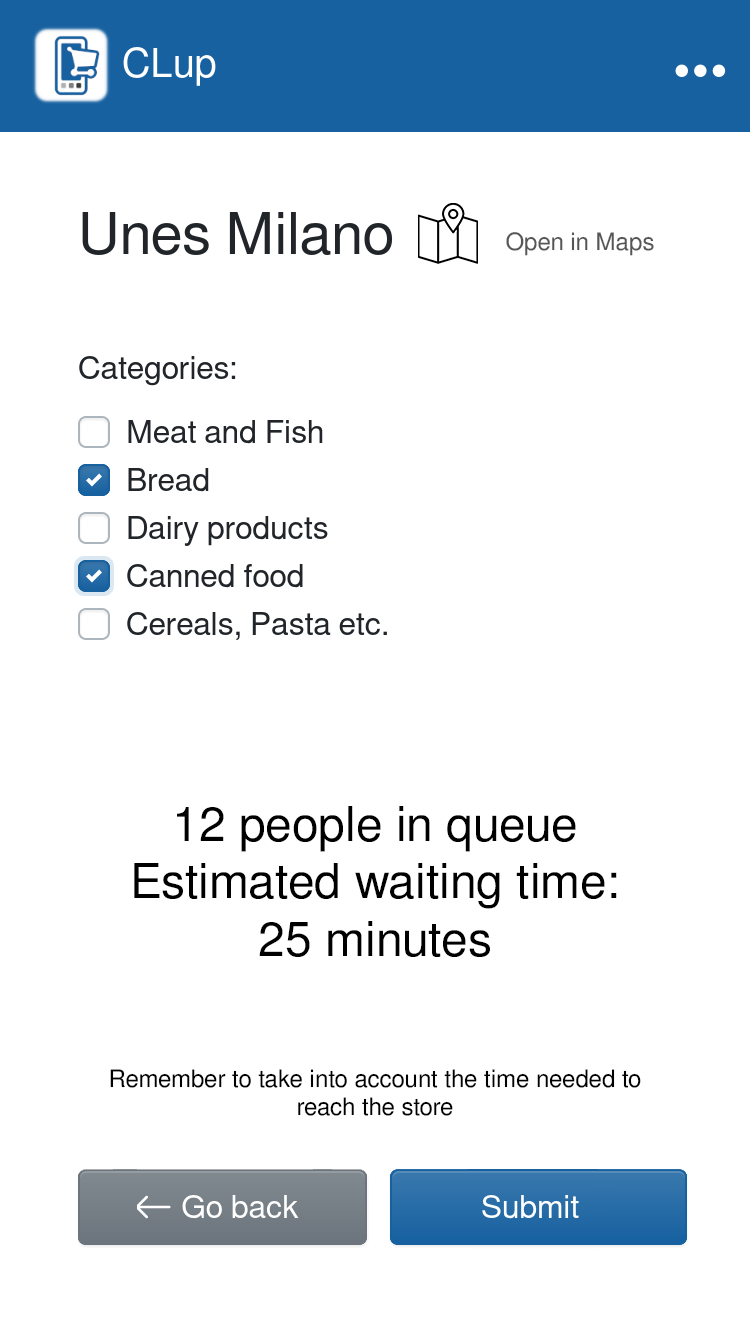 CLup
Unes Milano
Open in Maps
Categories:
Meat and Fish
Bread
Dairy products
Canned food
Cereals, Pasta etc.
12 people in queue
Estimated waiting time:
25 minutes
Remember to take into account the time needed to
reach the store
Go back
Submit